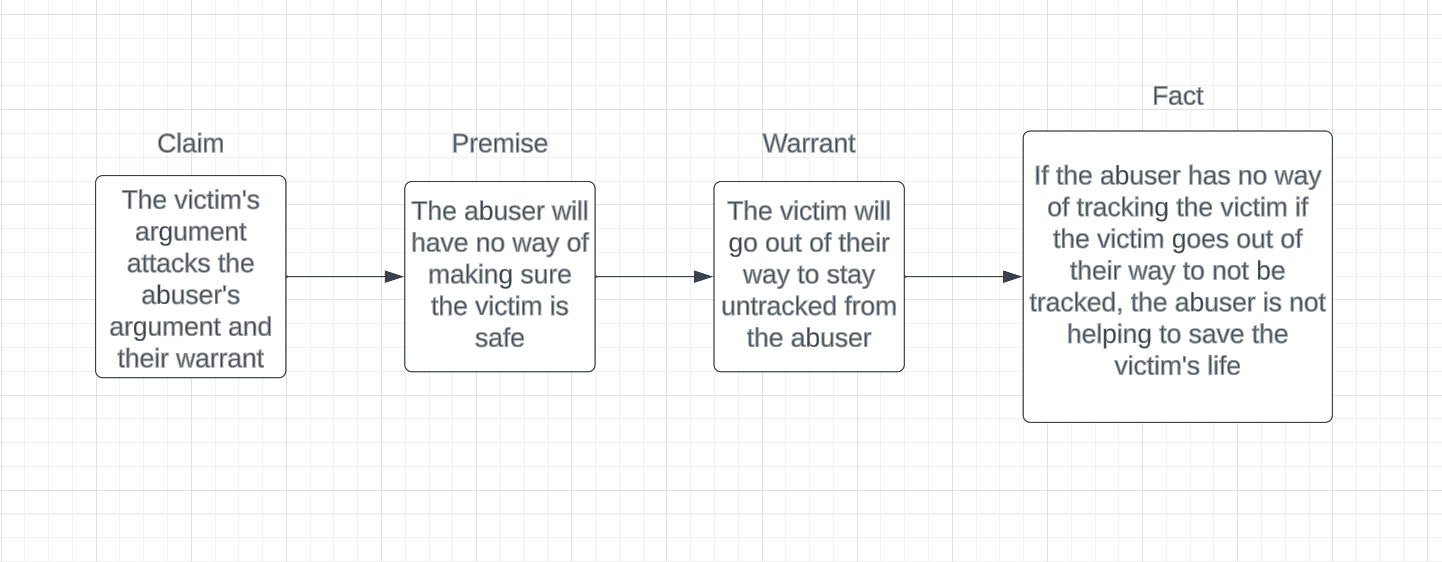 Claim
The victim's
argument
attacks the
abuser's
argument and
their warrant
Premise
The abuser will
have no way of
making sure
the victim is
safe
Warrant
The victim will
go out of their
way to stay
untracked from
the abuser
Fact
If the abuser has no way
of tracking the victim if
the victim goes out of
their way to not be
tracked, the abuser is not
helping to save the
victim's life